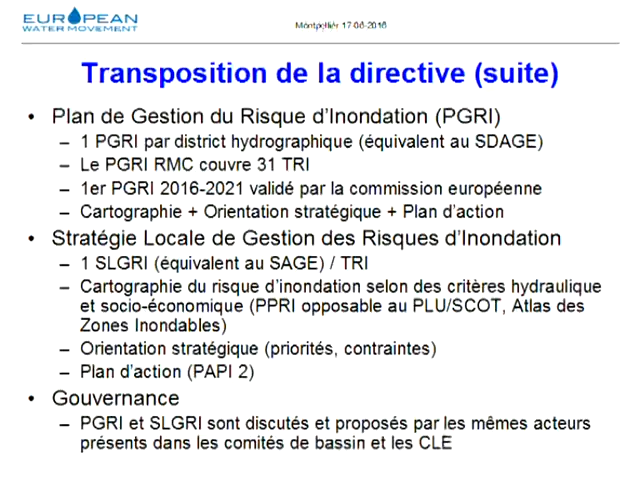 EUROPEAN
WATER MOVEMENT
Montpellier 17-06-2016
Transposition de la directive (suite)
• Plan de Gestion du Risque d'Inondation (PGRI)
– 1 PGRI par district hydrographique (équivalent au SDAGE)
– Le PGRI RMC couvre 31 TRI
– 1er PGRI 2016-2021 validé par la commission européenne
– Cartographie + Orientation stratégique + Plan d'action
• Stratégie Locale de Gestion des Risques d'Inondation
– 1 SLGRI (équivalent au SAGE) / TRI
– Cartographie du risque d'inondation selon des critères hydraulique
et socio-économique (PPRI opposable au PLU/SCOT, Atlas des
Zones Inondables)
– Orientation stratégique (priorités, contraintes)
– Plan d'action (PAPI 2)
• Gouvernance
– PGRI et SLGRI sont discutés et proposés par les mêmes acteurs
présents dans les comités de bassin et les CLE